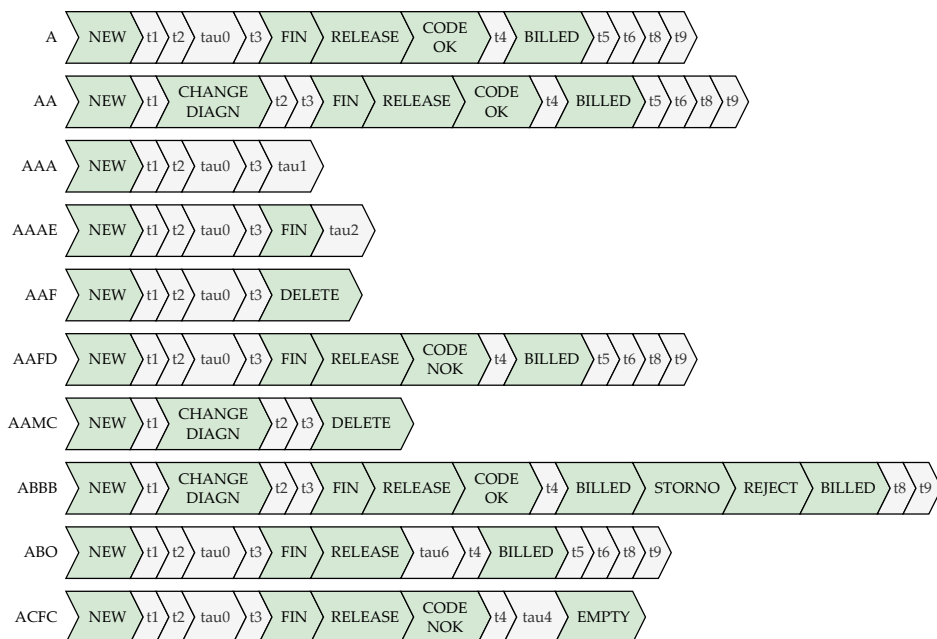 A NEW t1 t2 tau0 t3 FIN RELEASE CODE OK t4 BILLED t5 t6 t8 t9
AA NEW t1 CHANGE DIAGN t2 t3 FIN RELEASE CODE OK t4 BILLED t5 t6 t8 t9
AAA NEW t1 t2 tau0 t3 tau1
AAAE NEW t1 t2 tau0 t3 FIN tau2
AAF NEW t1 t2 tau0 t3 DELETE
AAFD NEW t1 t2 tau0 t3 FIN RELEASE CODE NOK t4 BILLED t5 t6 t8 t9
AAMC NEW t1 CHANGE DIAGN t2 t3 DELETE
ABBB NEW t1 CHANGE DIAGN t2 t3 FIN RELEASE CODE OK t4 BILLED STORNO REJECT BILLED t8 t9
ABO NEW t1 t2 tau0 t3 FIN RELEASE tau6 t4 BILLED t5 t6 t8 t9
ACFC NEW t1 t2 tau0 t3 FIN RELEASE CODE NOK t4 tau4 EMPTY